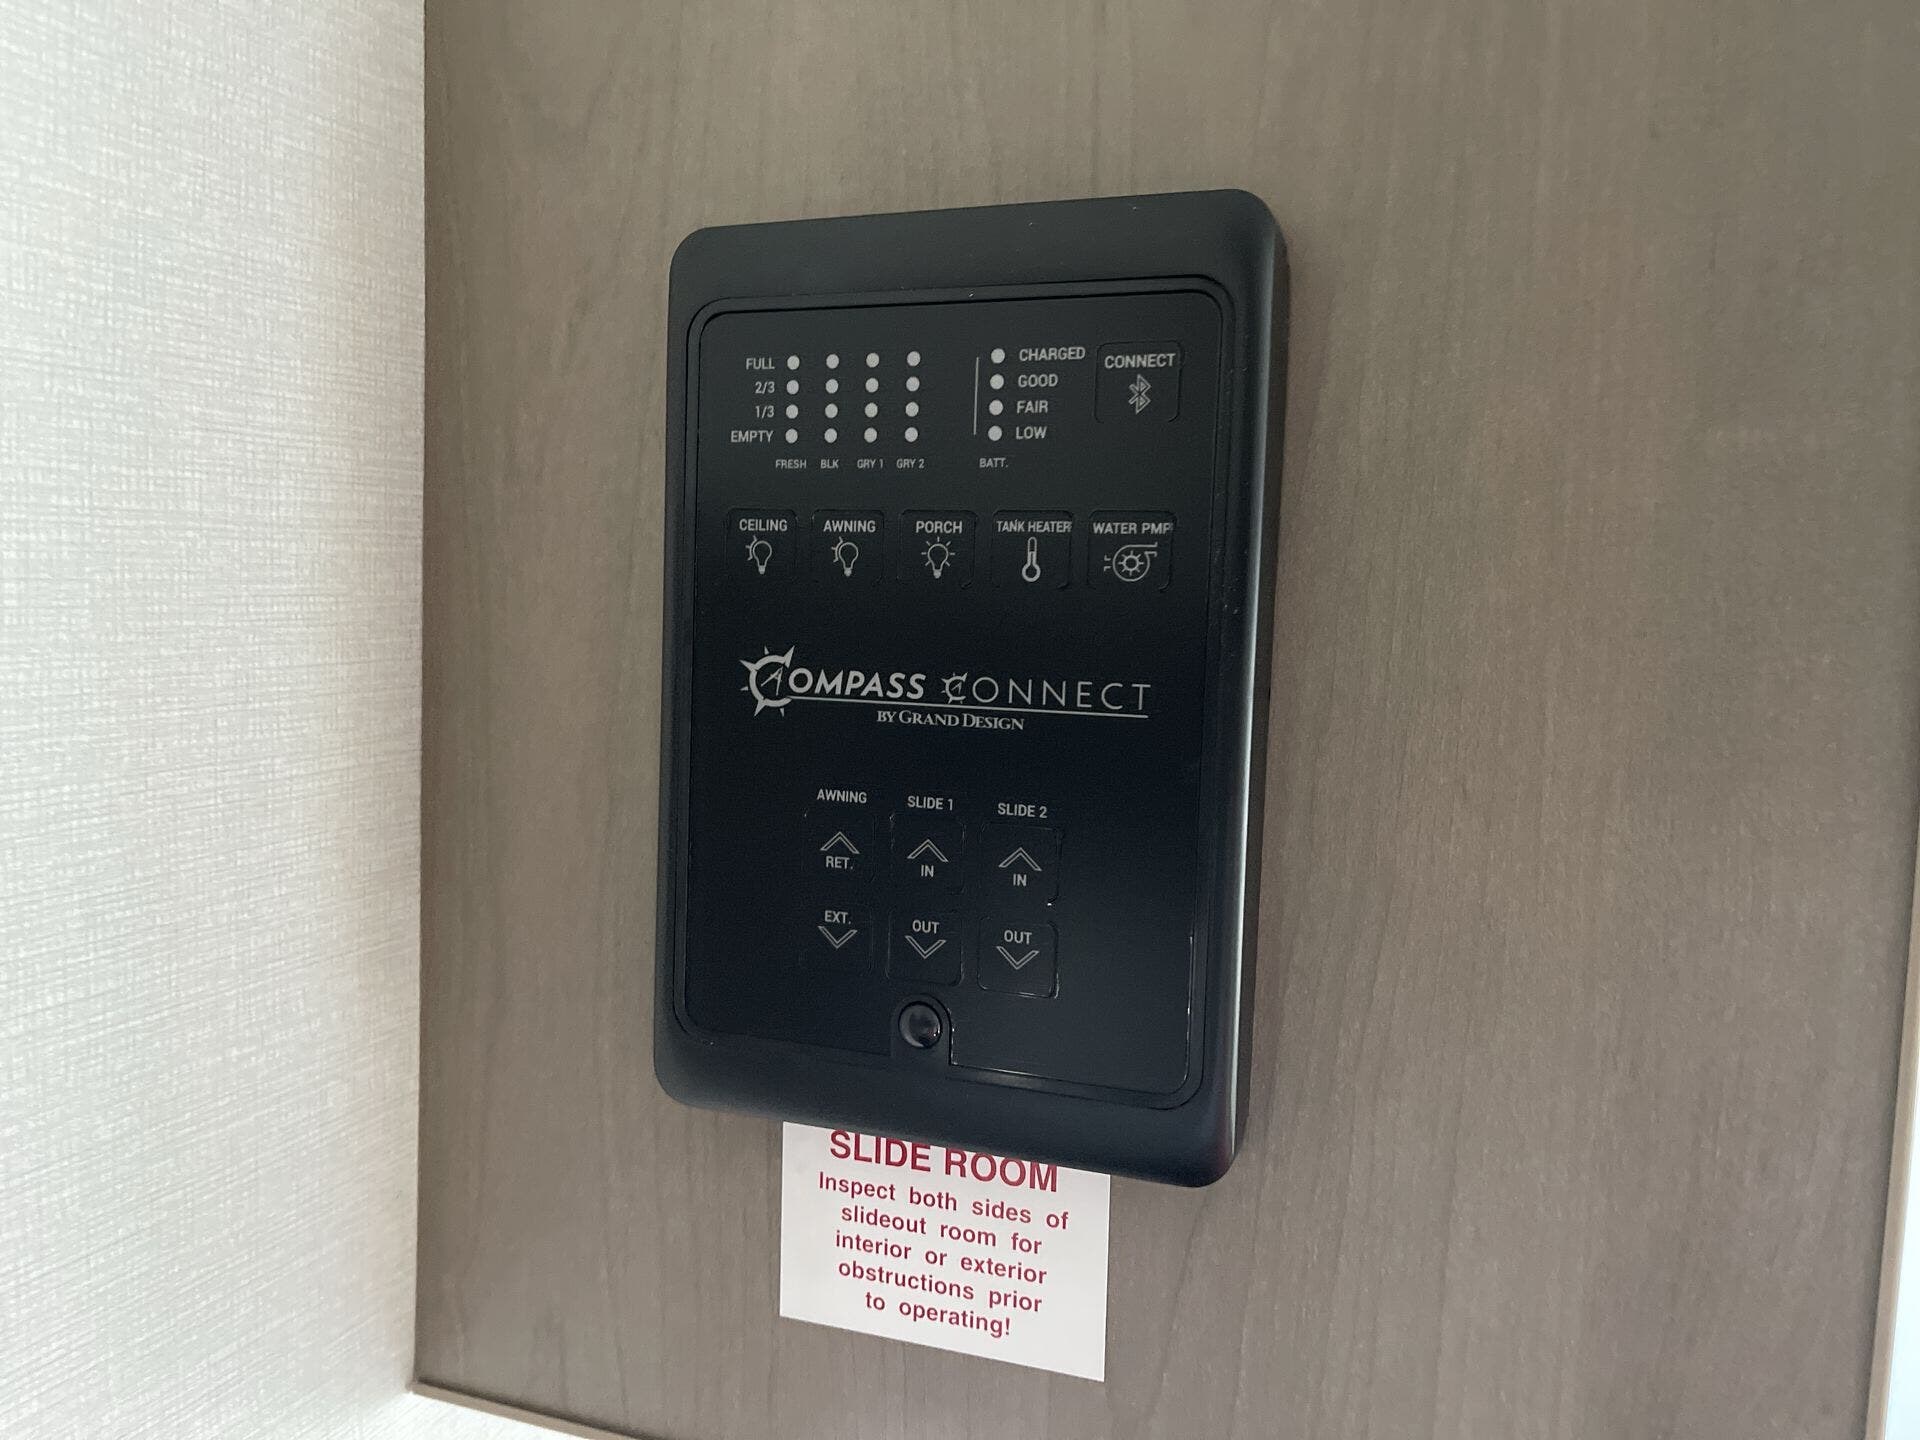 FULL
2/3
1/3
EMPTY
FRESH BLK GRY 1 GRY 2
CHARGED
GOOD
FAIR
LOW
BATT.
CONNECT
CEILING AWNING PORCH TANK HEATER WATER PMP
COMPASS CONNECT
BY GRAND DESIGN
AWNING SLIDE 1 SLIDE 2
RET. IN IN
EXT. OUT OUT
SLIDE ROOM
Inspect both sides of
slideout room for
interior or exterior
obstructions prior
to operating!